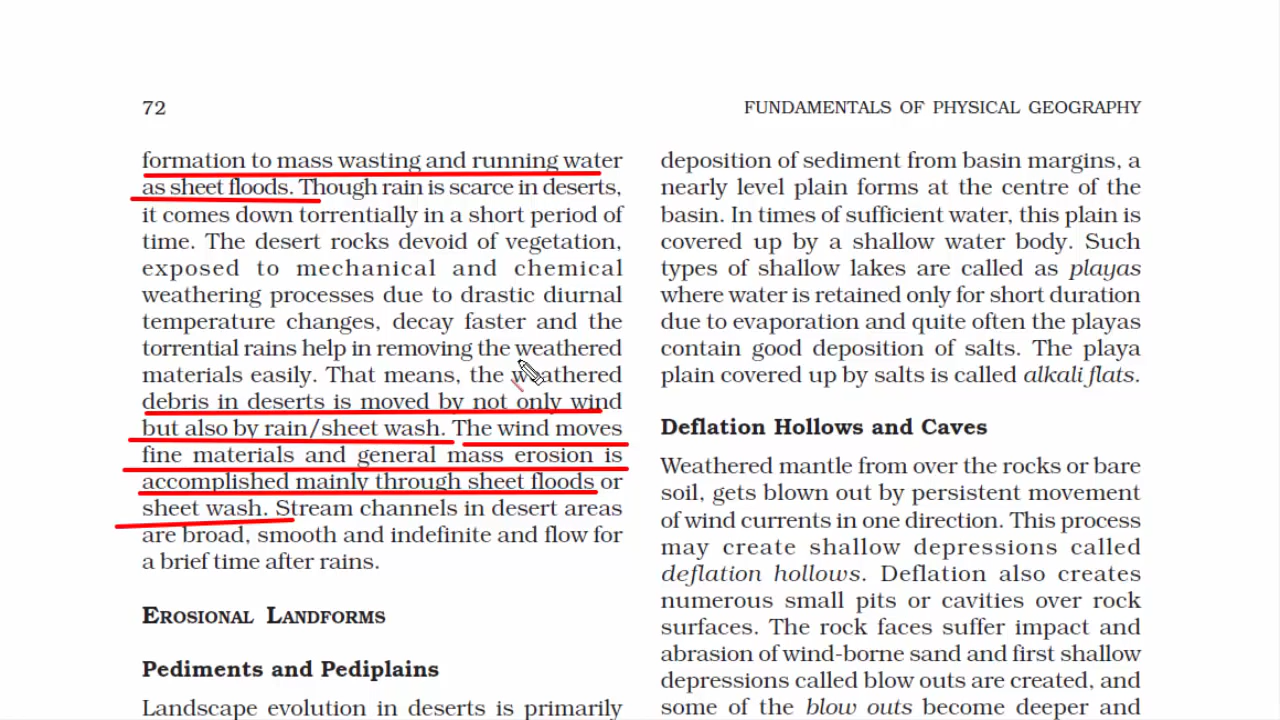 72
FUNDAMENTALS OF PHYSICAL GEOGRAPHY
formation to mass wasting and running water
as sheet floods. Though rain is scarce in deserts,
it comes down torrentially in a short period of
time. The desert rocks devoid of vegetation,
exposed to mechanical and chemical
weathering processes due to drastic diurnal
temperature changes, decay faster and the
torrential rains help in removing the weathered
materials easily. That means, the weathered
debris in deserts is moved by not only wind
but also by rain/sheet wash. The wind moves
fine materials and general mass erosion is
accomplished mainly through sheet floods or
sheet wash. Stream channels in desert areas
are broad, smooth and indefinite and flow for
a brief time after rains.
EROSIONAL LANDFORMS
Pediments and Pediplains
Landscape evolution in deserts is primarily
deposition of sediment from basin margins, a
nearly level plain forms at the centre of the
basin. In times of sufficient water, this plain is
covered up by a shallow water body. Such
types of shallow lakes are called as playas
where water is retained only for short duration
due to evaporation and quite often the playas
contain good deposition of salts. The playa
plain covered up by salts is called alkali flats.
Deflation Hollows and Caves
Weathered mantle from over the rocks or bare
soil, gets blown out by persistent movement
of wind currents in one direction. This process
may create shallow depressions called
deflation hollows. Deflation also creates
numerous small pits or cavities over rock
surfaces. The rock faces suffer impact and
abrasion of wind-borne sand and first shallow
depressions called blow outs are created, and
some of the blow outs become deeper and